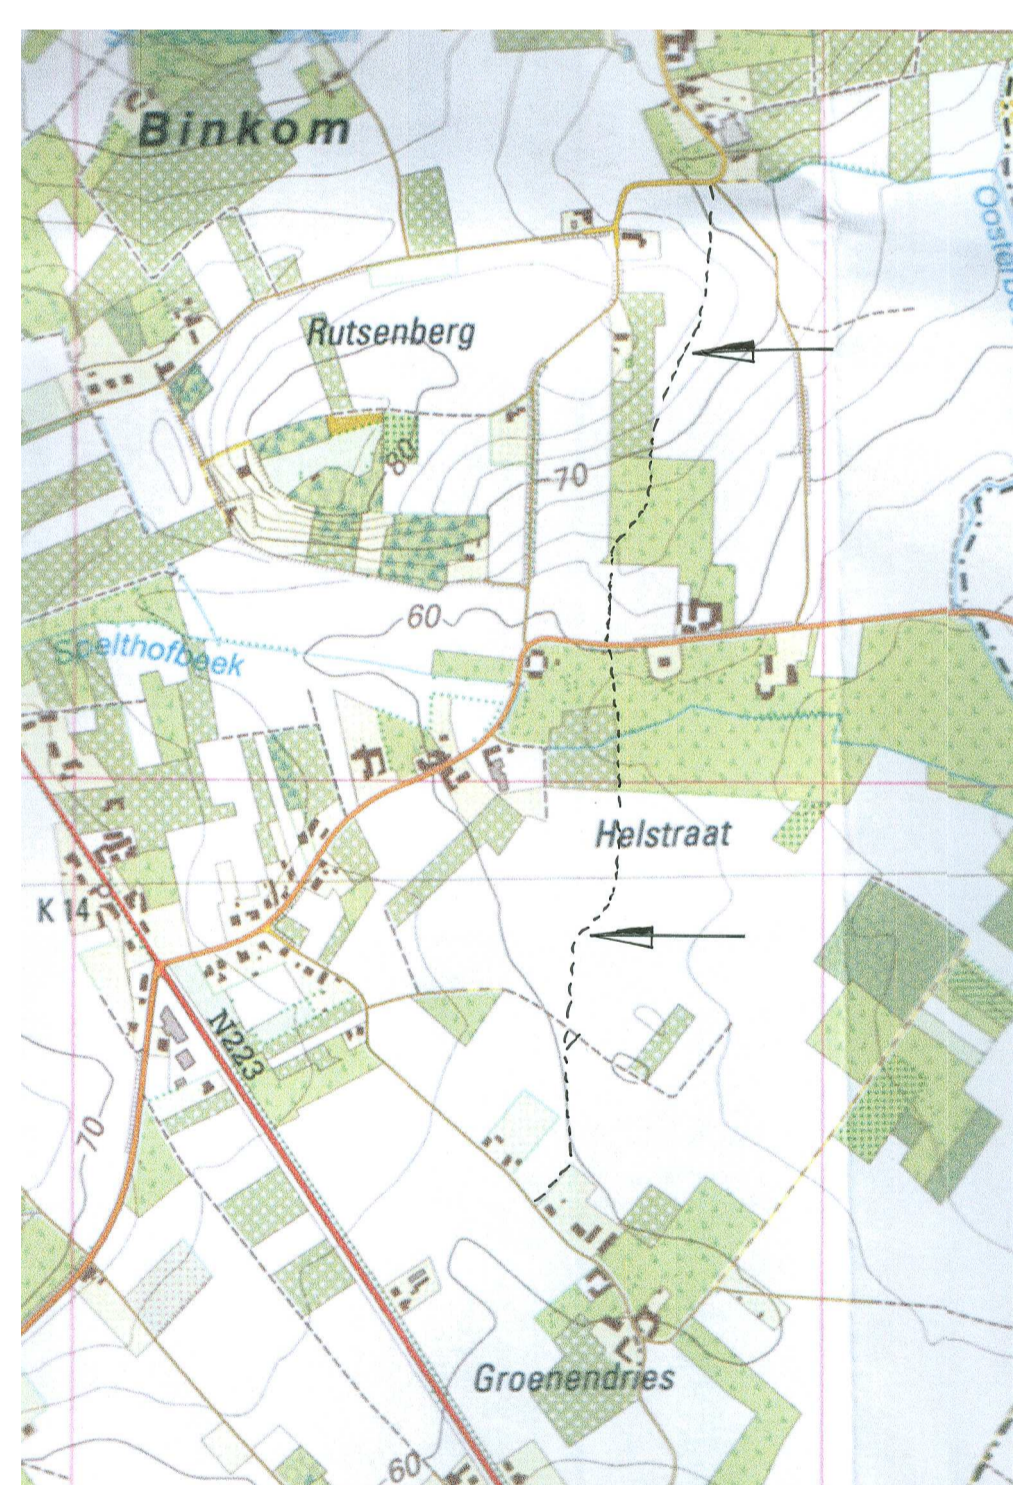 Binkom
Rutsenberg
80
70
60
Spelthofbeek
Helstraat
K 14
N223
70
Groenendries
60